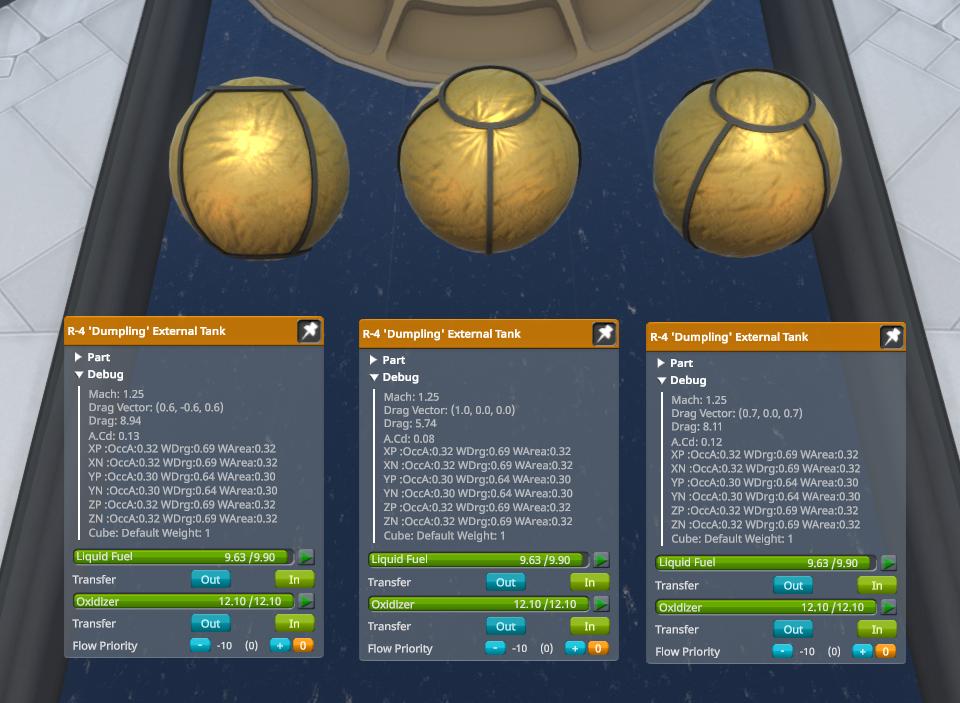 R-4 'Dumpling' External Tank
Part
Debug
Mach: 1.25
Drag Vector: (0.6, -0.6, 0.6)
Drag: 8.94
A.Cd: 0.13
XP :OccA:0.32 WDrg:0.69 WArea:0.32
XN :OccA:0.32 WDrg:0.69 WArea:0.32
YP :OccA:0.30 WDrg:0.64 WArea:0.30
YN :OccA:0.30 WDrg:0.64 WArea:0.30
ZP :OccA:0.32 WDrg:0.69 WArea:0.32
ZN :OccA:0.32 WDrg:0.69 WArea:0.32
Cube: Default Weight: 1
Liquid Fuel 9.63 /9.90
Transfer Out In
Oxidizer 12.10 /12.10
Transfer Out In
Flow Priority - -10 (0) + 0
R-4 'Dumpling' External Tank
Part
Debug
Mach: 1.25
Drag Vector: (1.0, 0.0, 0.0)
Drag: 5.74
A.Cd: 0.08
XP :OccA:0.32 WDrg:0.69 WArea:0.32
XN :OccA:0.32 WDrg:0.69 WArea:0.32
YP :OccA:0.30 WDrg:0.64 WArea:0.30
YN :OccA:0.30 WDrg:0.64 WArea:0.30
ZP :OccA:0.32 WDrg:0.69 WArea:0.32
ZN :OccA:0.32 WDrg:0.69 WArea:0.32
Cube: Default Weight: 1
Liquid Fuel 9.63 /9.90
Transfer Out In
Oxidizer 12.10 /12.10
Transfer Out In
Flow Priority - -10 (0) + 0
R-4 'Dumpling' External Tank
Part
Debug
Mach: 1.25
Drag Vector: (0.7, 0.0, 0.7)
Drag: 8.11
A.Cd: 0.12
XP :OccA:0.32 WDrg:0.69 WArea:0.32
XN :OccA:0.32 WDrg:0.69 WArea:0.32
YP :OccA:0.30 WDrg:0.64 WArea:0.30
YN :OccA:0.30 WDrg:0.64 WArea:0.30
ZP :OccA:0.32 WDrg:0.69 WArea:0.32
ZN :OccA:0.32 WDrg:0.69 WArea:0.32
Cube: Default Weight: 1
Liquid Fuel 9.63 /9.90
Transfer Out In
Oxidizer 12.10 /12.10
Transfer Out In
Flow Priority - -10 (0) + 0